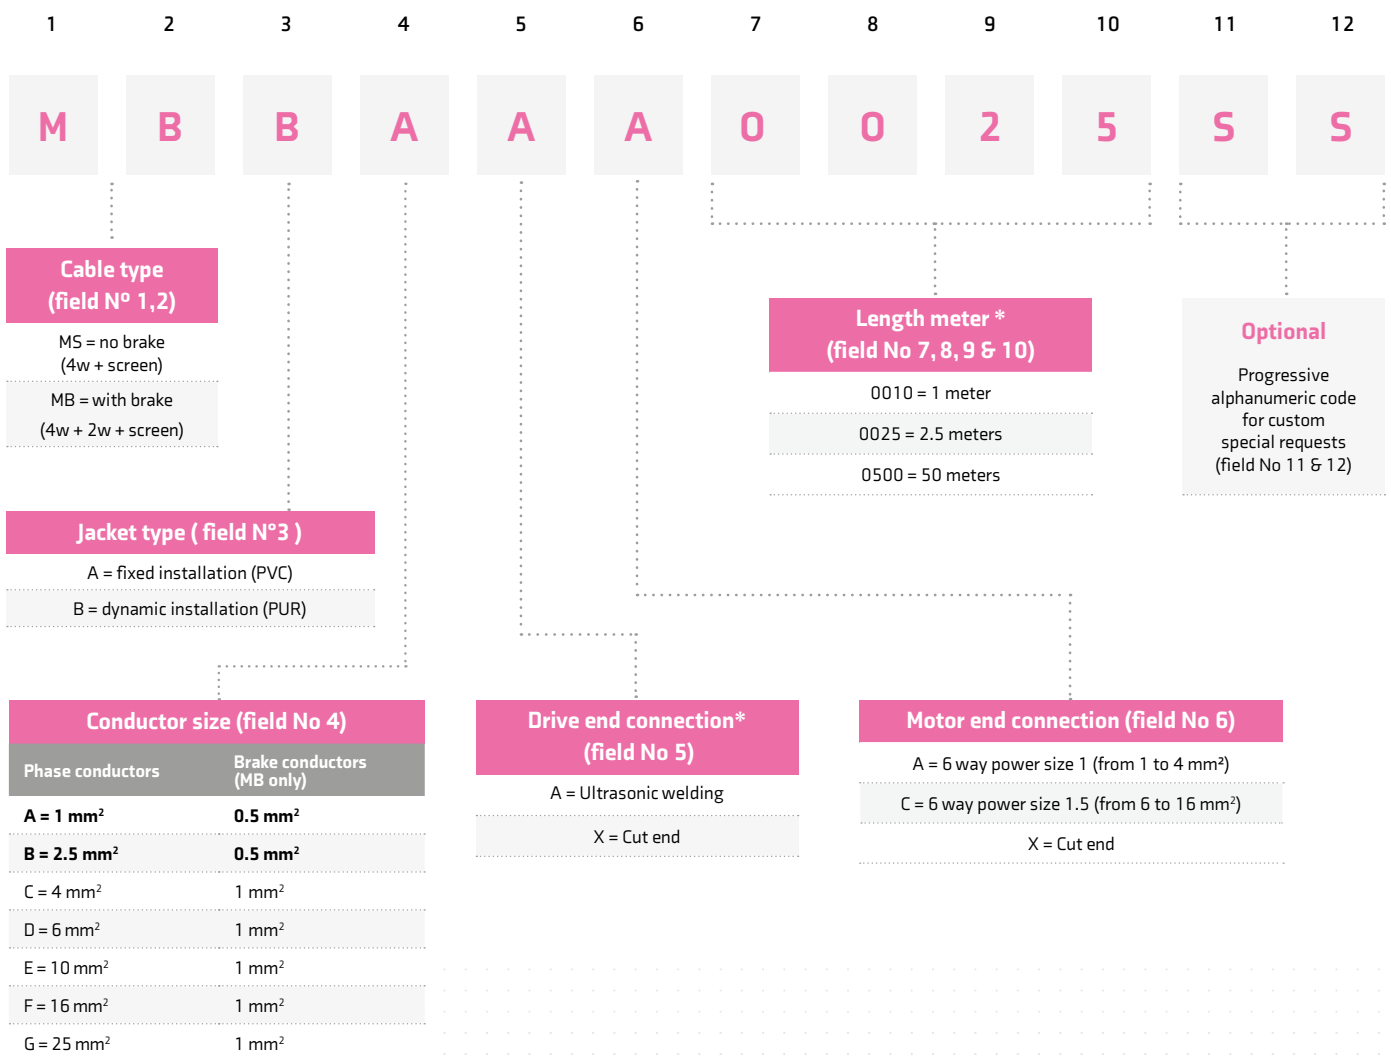 1 2 3 4 5 6 7 8 9 10 11 12
M B B A A A 0 0 2 5 S S
Cable type
(field Nº 1,2)
MS = no brake
(4w + screen)
MB = with brake
(4w + 2w + screen)
Length meter *
(field No 7, 8, 9 & 10)
0010 = 1 meter
0025 = 2.5 meters
0500 = 50 meters
Optional
Progressive
alphanumeric code
for custom
special requests
(field No 11 & 12)
Jacket type ( field N°3 )
A = fixed installation (PVC)
B = dynamic installation (PUR)
Conductor size (field No 4)
Phase conductors
Brake conductors
(MB only)
A = 1 mm² 0.5 mm²
B = 2.5 mm² 0.5 mm²
C = 4 mm² 1 mm²
D = 6 mm² 1 mm²
E = 10 mm² 1 mm²
F = 16 mm² 1 mm²
G = 25 mm² 1 mm²
Drive end connection*
(field No 5)
A = Ultrasonic welding
X = Cut end
Motor end connection (field No 6)
A = 6 way power size 1 (from 1 to 4 mm²)
C = 6 way power size 1.5 (from 6 to 16 mm²)
X = Cut end